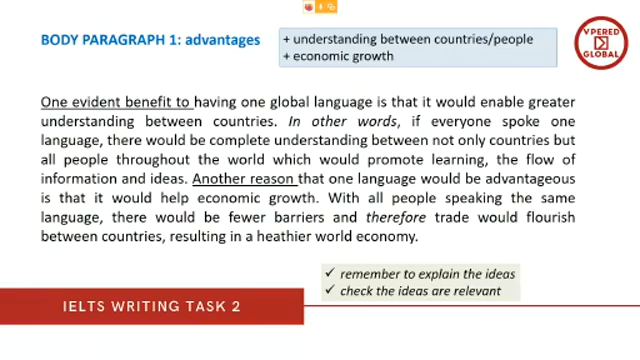 BODY PARAGRAPH 1: advantages
+ understanding between countries/people
+ economic growth
VPERED
GLOBAL
One evident benefit to having one global language is that it would enable greater
understanding between countries. In other words, if everyone spoke one
language, there would be complete understanding between not only countries but
all people throughout the world which would promote learning, the flow of
information and ideas. Another reason that one language would be advantageous
is that it would help economic growth. With all people speaking the same
language, there would be fewer barriers and therefore trade would flourish
between countries, resulting in a heathier world economy.
✓ remember to explain the ideas
✓ check the ideas are relevant
IELTS WRITING TASK 2